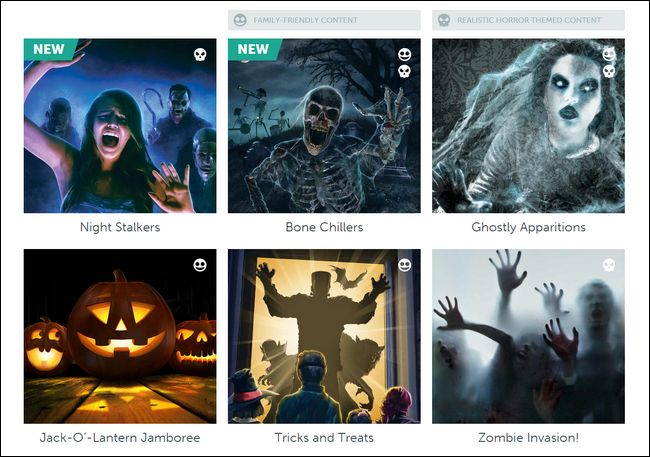 FAMILY-FRIENDLY CONTENT
REALISTIC HORROR THEMED CONTENT
NEW
NEW
Night Stalkers
Bone Chillers
Ghostly Apparitions
Jack-O'-Lantern Jamboree
Tricks and Treats
Zombie Invasion!